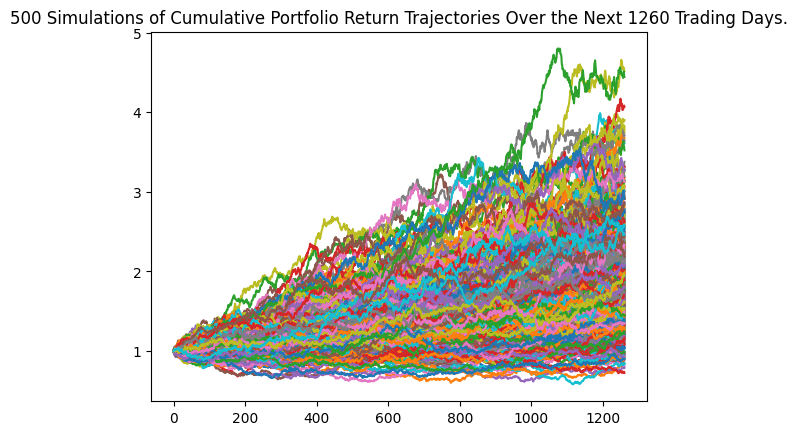 500 Simulations of Cumulative Portfolio Return Trajectories Over the Next 1260 Trading Days.
5
4
3
2
1
0 200 400 600 800 1000 1200